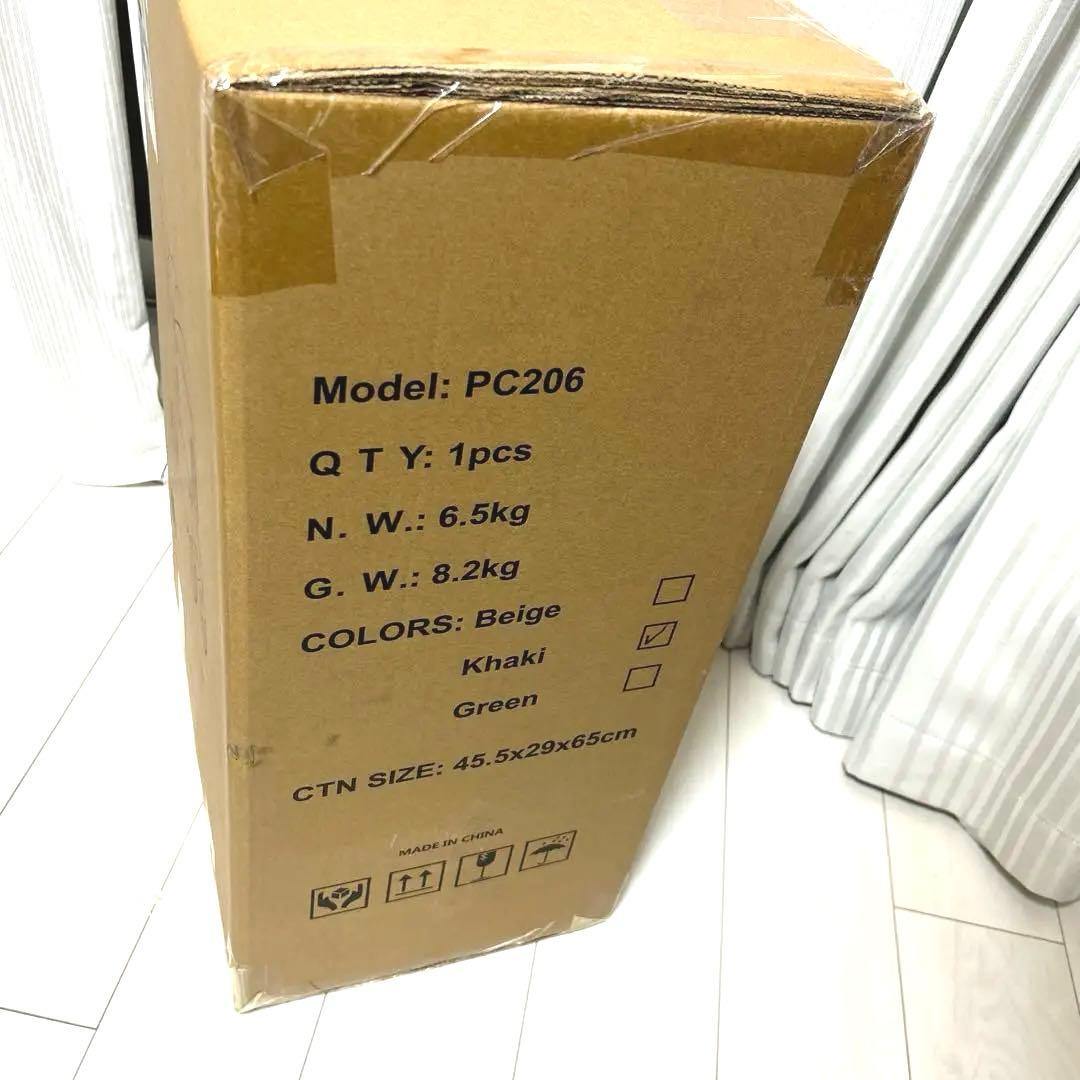 Model: PC206
Q T Y: 1pcs
N. W.: 6.5kg
G. W.: 8.2kg
COLORS: Beige
Khaki
Green
CTN SIZE: 45.5x29x65cm
MADE IN CHINA